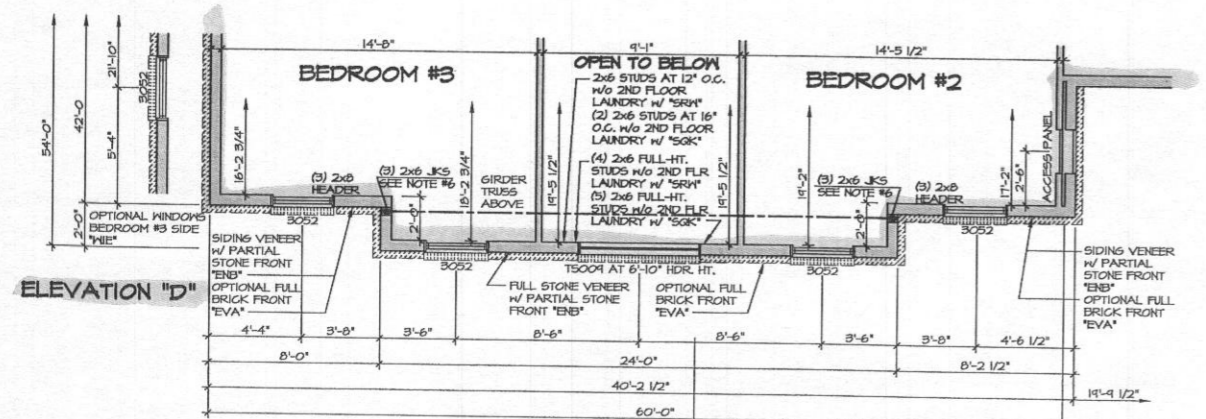 14'-8"
9'-1"
14'-5 1/2"
BEDROOM #3
OPEN TO BELOW
BEDROOM #2
2x6 STUDS AT 12" O.C.
w/o 2ND FLOOR
LAUNDRY w/ "SRW"
(2) 2x6 STUDS AT 16"
O.C. w/o 2ND FLOOR
LAUNDRY w/ "SGK"
(4) 2x6 FULL-HT.
STUDS w/o 2ND FLR
LAUNDRY w/ "SRW"
(5) 2x6 FULL-HT.
STUDS w/o 2ND FLR
LAUNDRY w/ "SGK"
54'-0"
42'-0
2'-0"
21'-10"
5'-4"
3052
OPTIONAL WINDOWS
BEDROOM #3 SIDE
"WIE"
16'-2 3/4"
(3) 2x8
HEADER
3052
(3) 2x6 JKS
SEE NOTE #6
2'-0"
18'-2 3/4"
GIRDER
TRUSS
ABOVE
19'-5 1/2"
19'-5 1/2"
19'-2"
(3) 2x6 JKS
SEE NOTE #6
2'-8"
(3) 2x8
HEADER
3052
17'-2"
2'-6"
ACCESS PANEL
3052
T5009 AT 6'-10" HDR. HT.
3052
SIDING VENEER
w/ PARTIAL
STONE FRONT
"ENB"
OPTIONAL FULL
BRICK FRONT
"EVA"
FULL STONE VENEER
w/ PARTIAL STONE
FRONT "ENB"
OPTIONAL FULL
BRICK FRONT
"EVA"
SIDING VENEER
w/ PARTIAL
STONE FRONT
"ENB"
OPTIONAL FULL
BRICK FRONT
"EVA"
ELEVATION "D"
4'-4"
3'-8"
3'-6"
8'-6"
8'-6"
3'-6"
3'-8"
4'-6 1/2"
8'-0"
24'-0"
8'-2 1/2"
40'-2 1/2"
19'-9 1/2"
60'-0"